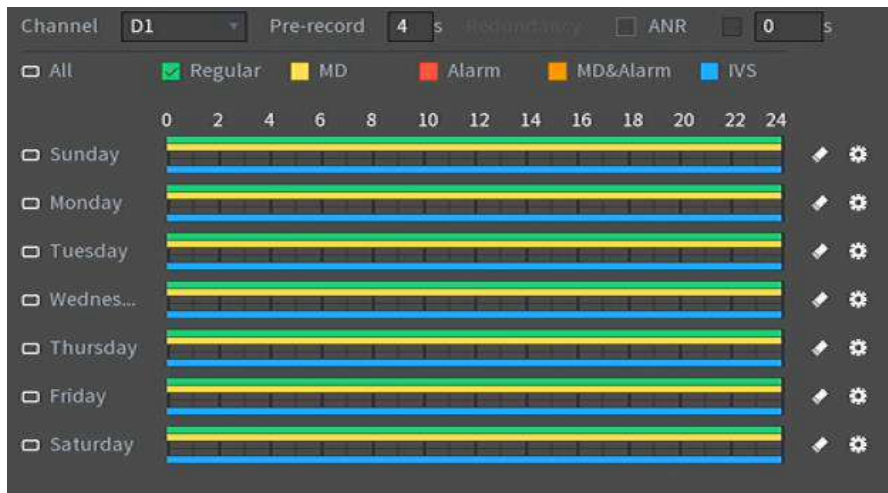 Channel D1 Pre-record 4 s Redundancy ANR 0 s
All Regular MD Alarm MD&Alarm IVS
0 2 4 6 8 10 12 14 16 18 20 22 24
Sunday
Monday
Tuesday
Wednes...
Thursday
Friday
Saturday